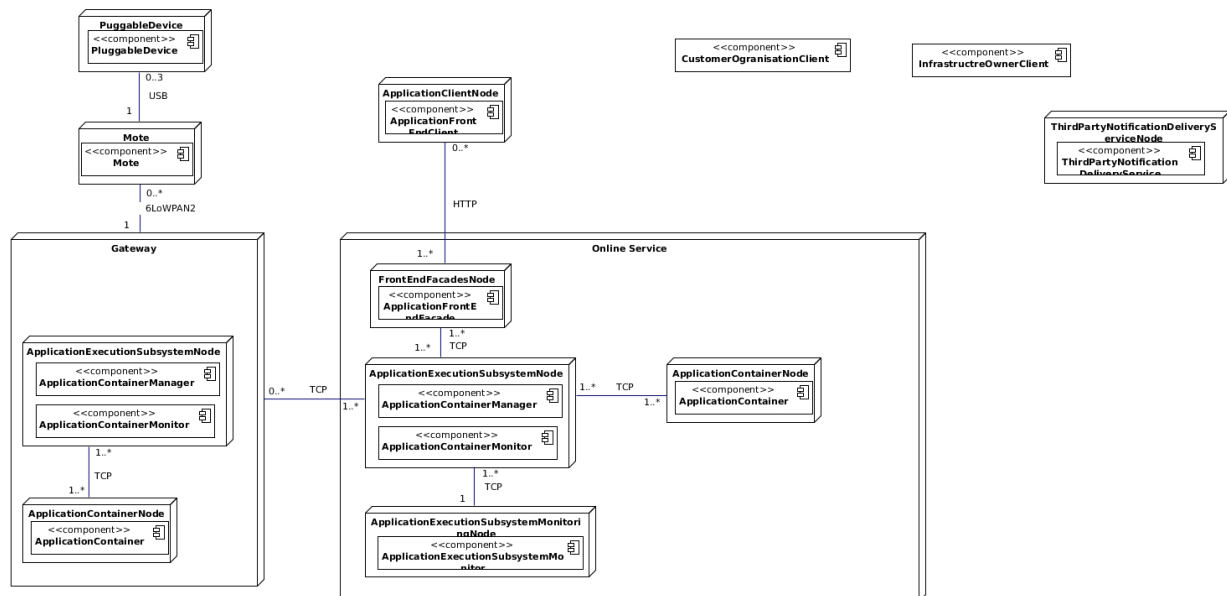 PuggableDevice
<<component>>
PluggableDevice
0..3
USB
1
Mote
<<component>>
Mote
0..*
6LoWPAN2
1
Gateway
ApplicationExecutionSubsystemNode
<<component>>
ApplicationContainerManager
<<component>>
ApplicationContainerMonitor
1..*
TCP
1..*
ApplicationContainerNode
<<component>>
ApplicationContainer
0..*
TCP
1..*
ApplicationClientNode
<<component>>
ApplicationFront
EndClient
0..*
HTTP
1..*
Online Service
FrontEndFacadesNode
<<component>>
ApplicationFrontE
ndFacade
1..*
TCP
1..*
ApplicationExecutionSubsystemNode
<<component>>
ApplicationContainerManager
<<component>>
ApplicationContainerMonitor
1..*
TCP
1..*
ApplicationContainerNode
<<component>>
ApplicationContainer
1..*
TCP
1
ApplicationExecutionSubsystemMonitori
ngNode
<<component>>
ApplicationExecutionSubsystemMo
nitor
<<component>>
CustomerOgranisationClient
<<component>>
InfrastructreOwnerClient
ThirdPartyNotificationDeliveryS
erviceNode
<<component>>
ThirdPartyNotification
DeliveryService